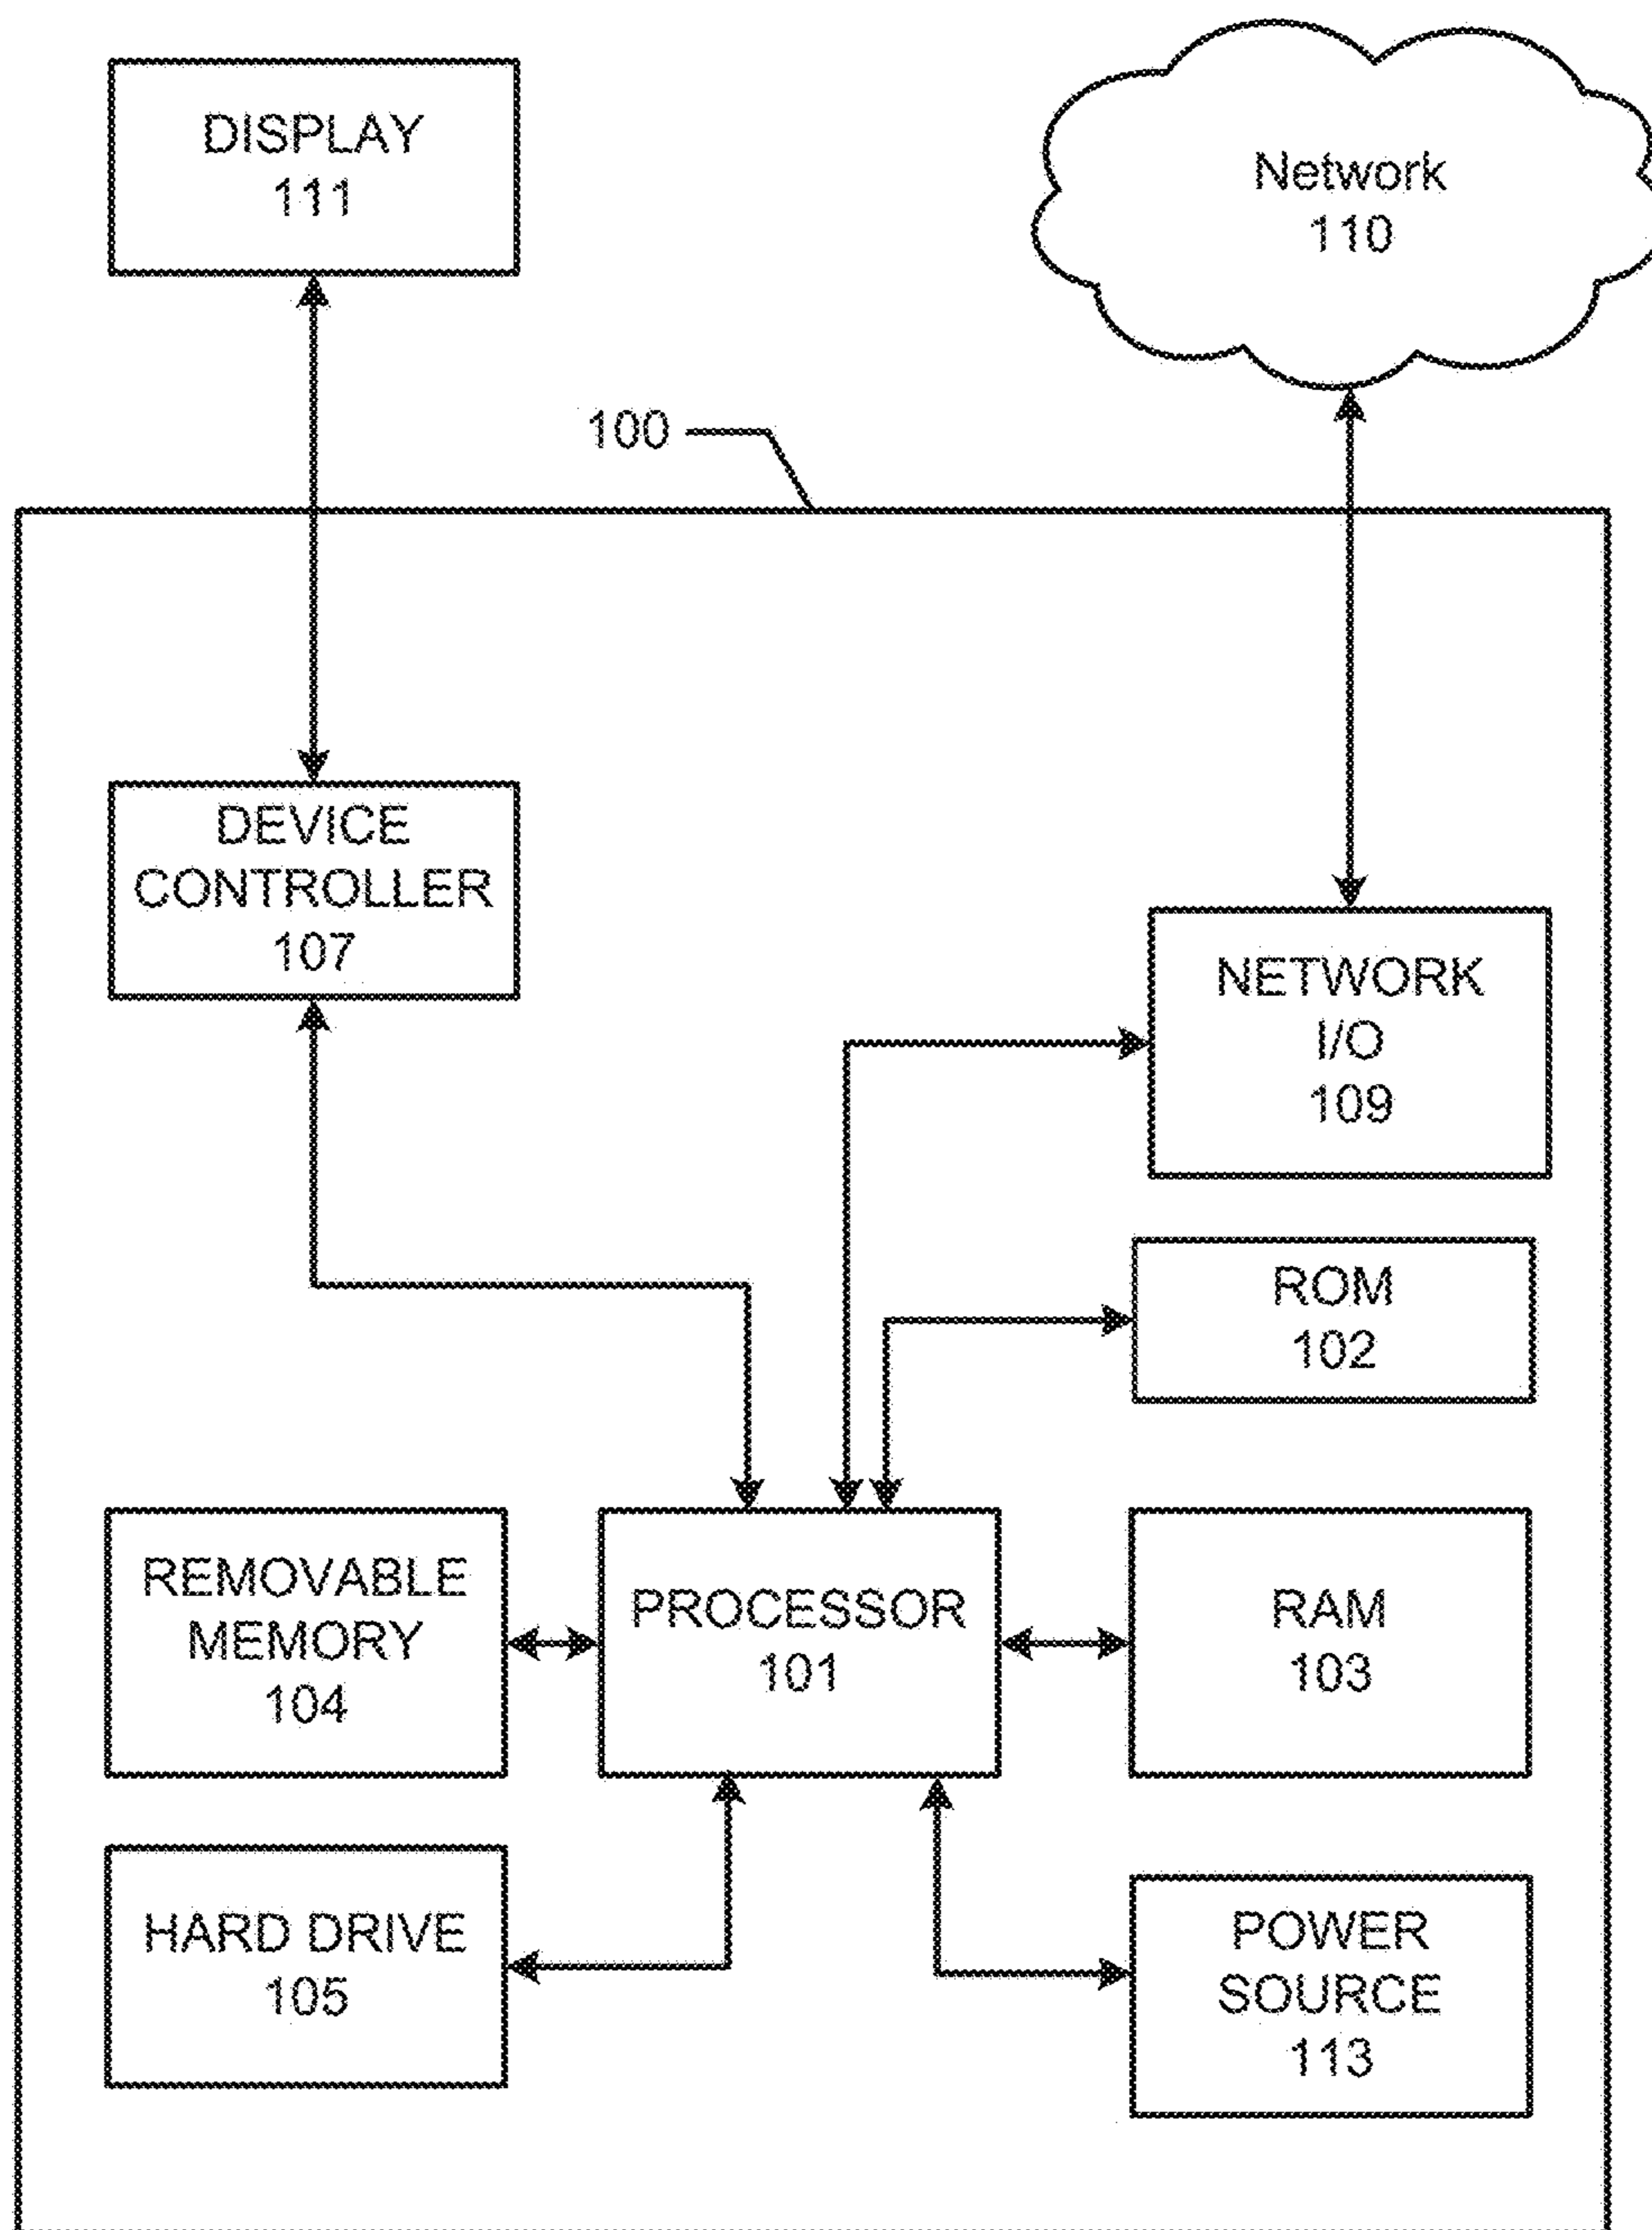 DISPLAY
111
Network
110
100
DEVICE
CONTROLLER
107
NETWORK
I/O
109
ROM
102
REMOVABLE
MEMORY
104
PROCESSOR
101
RAM
103
HARD DRIVE
105
POWER
SOURCE
113